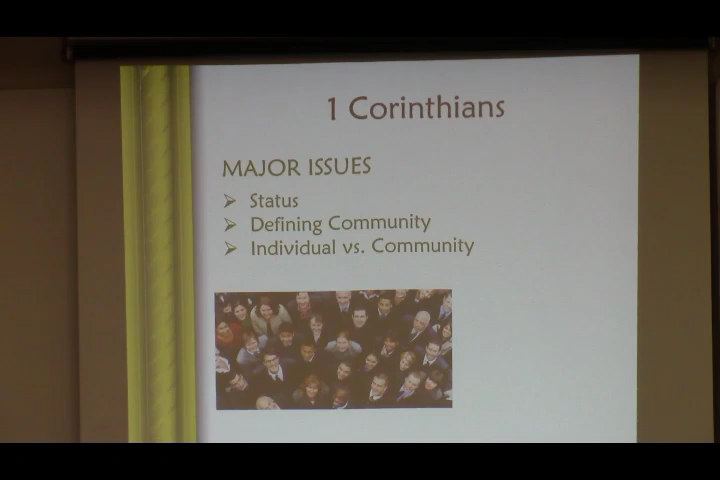 1 Corinthians
MAJOR ISSUES
➢ Status
➢ Defining Community
➢ Individual vs. Community